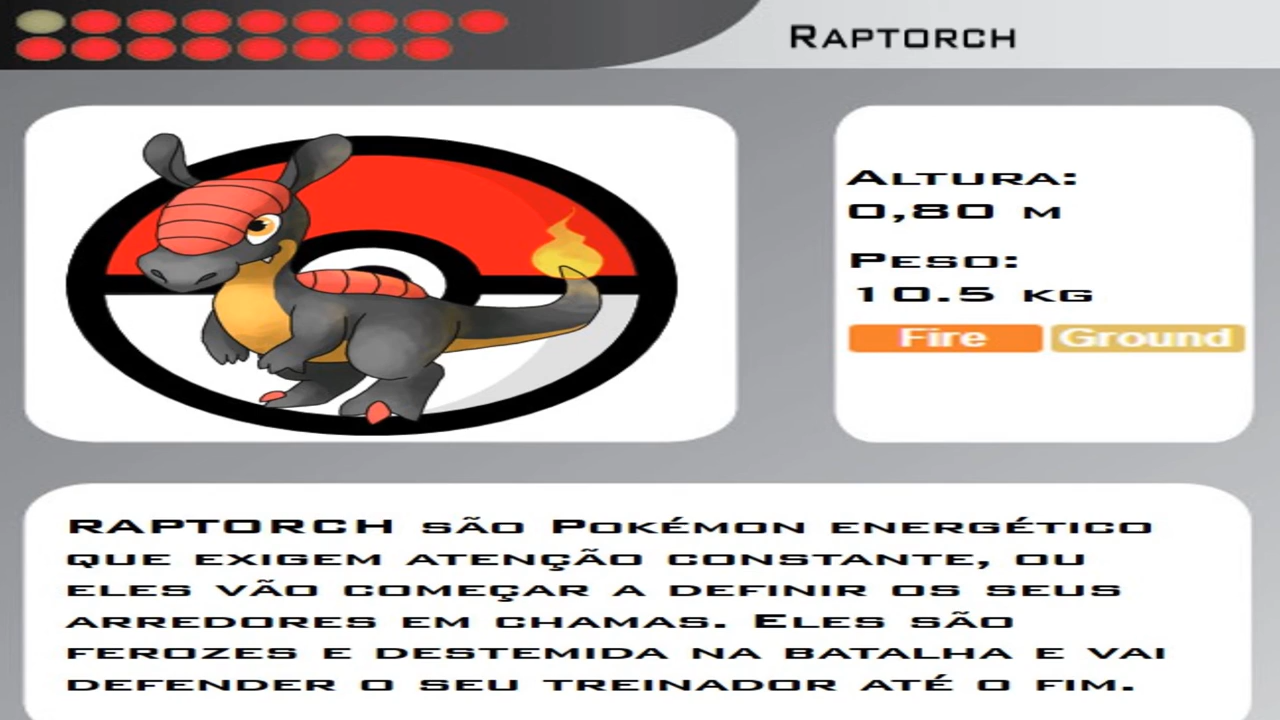 Raptorch
Altura:
0,80 m
Peso:
10.5 kg
Fire Ground
RAPTORCH são Pokémon energético
que exigem atenção constante, ou
eles vão começar a definir os seus
arredores em chamas. Eles são
ferozes e destemida na batalha e vai
defender o seu treinador até o fim.